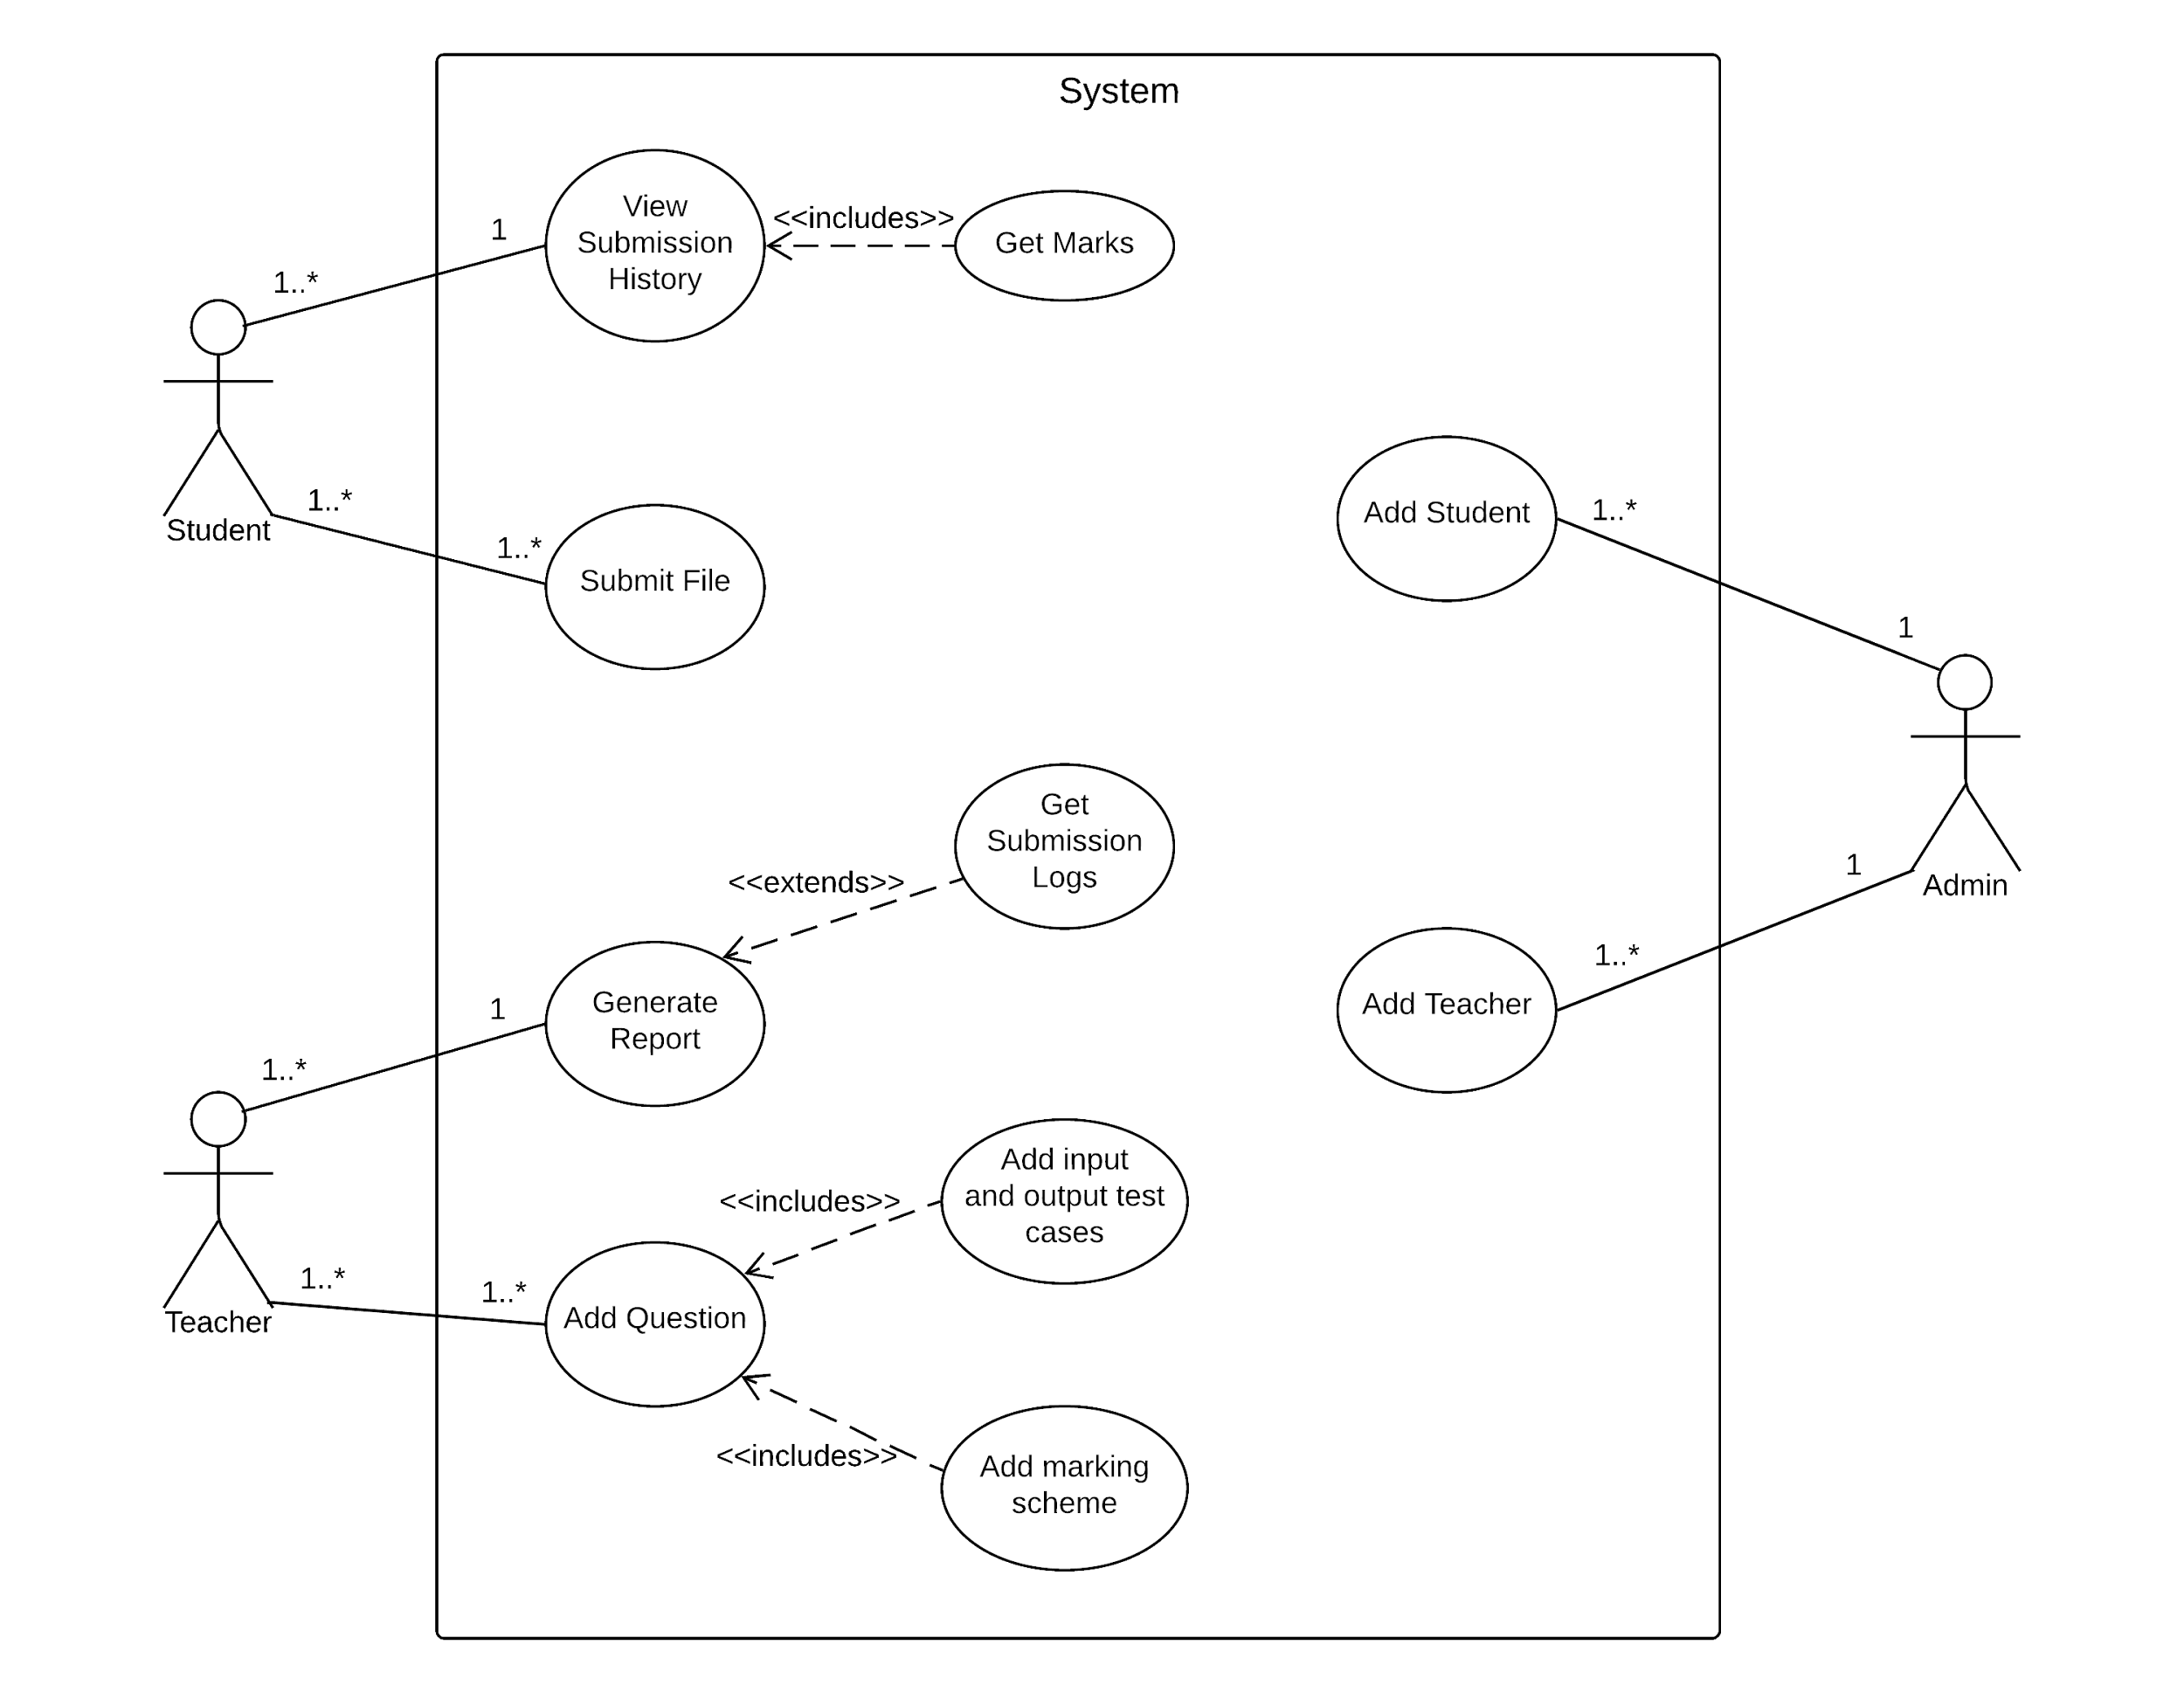 System
View
Submission
History
<<includes>>
Get Marks
1
1..*
Student
1..*
1..*
Submit File
Add Student
1..*
1
Admin
1
1..*
Add Teacher
Get
Submission
Logs
<<extends>>
Generate
Report
1
1..*
Teacher
1..*
1..*
Add Question
<<includes>>
Add input
and output test
cases
<<includes>>
Add marking
scheme